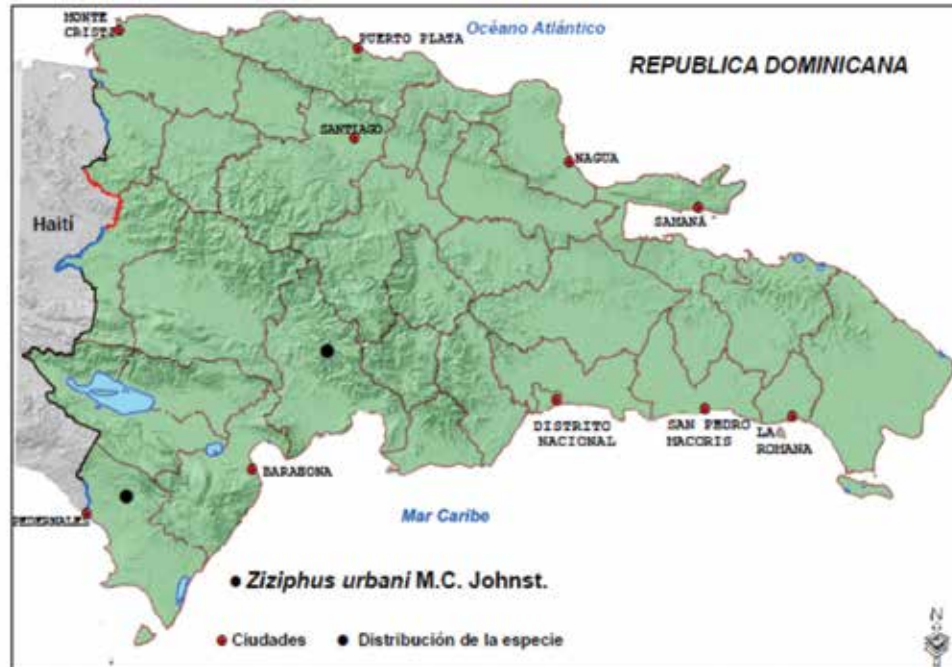 MONTE
CRISTI
PUERTO PLATA
Océano Atlántico
REPUBLICA DOMINICANA
SANTIAGO
NAGUA
SAMANÁ
Haití
DISTRITO
NACIONAL
SAN PEDRO
MACORIS
LA
ROMANA
BARAHONA
PEDERNALES
Mar Caribe
Ziziphus urbani M.C. Johnst.
Ciudades
Distribución de la especie